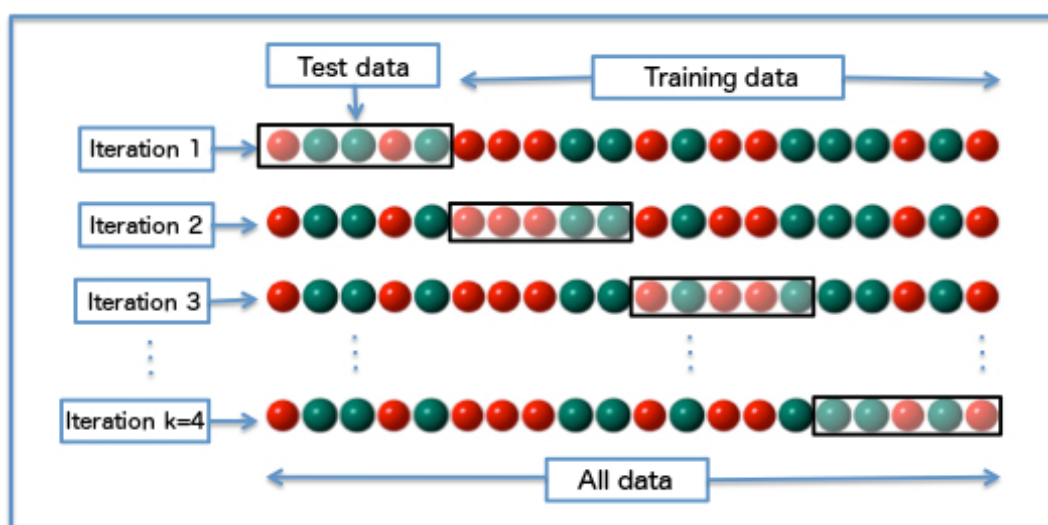 Test data
Training data
Iteration 1
Iteration 2
Iteration 3
Iteration k=4
All data